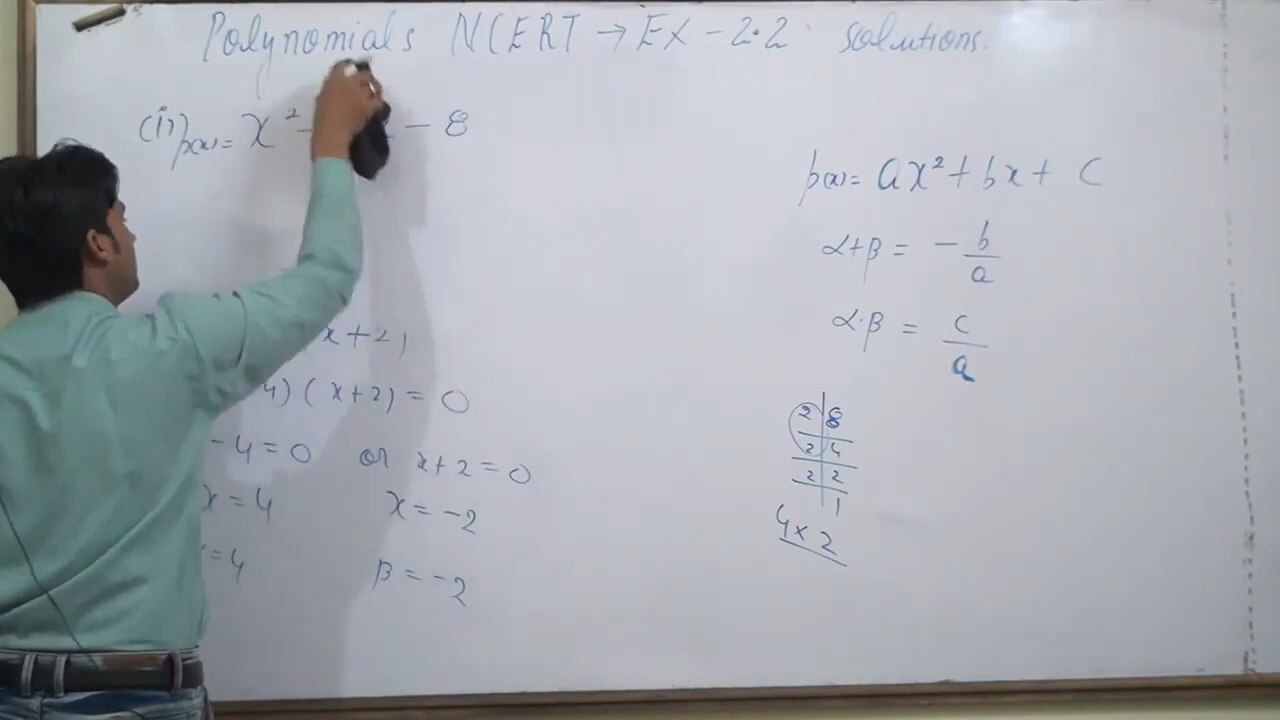 Polynomials NCERT → EX - 2.2 solutions.
(i) p(x) = x² - 8
x + 2)
4) (x+2) = 0
-4 = 0 or x+2 = 0
x = 4 x = -2
= 4 β = -2
p(x) = ax² + bx + c
α+β = - b/a
α.β = c/a
2 8
2 4
2 2
1
4 x 2